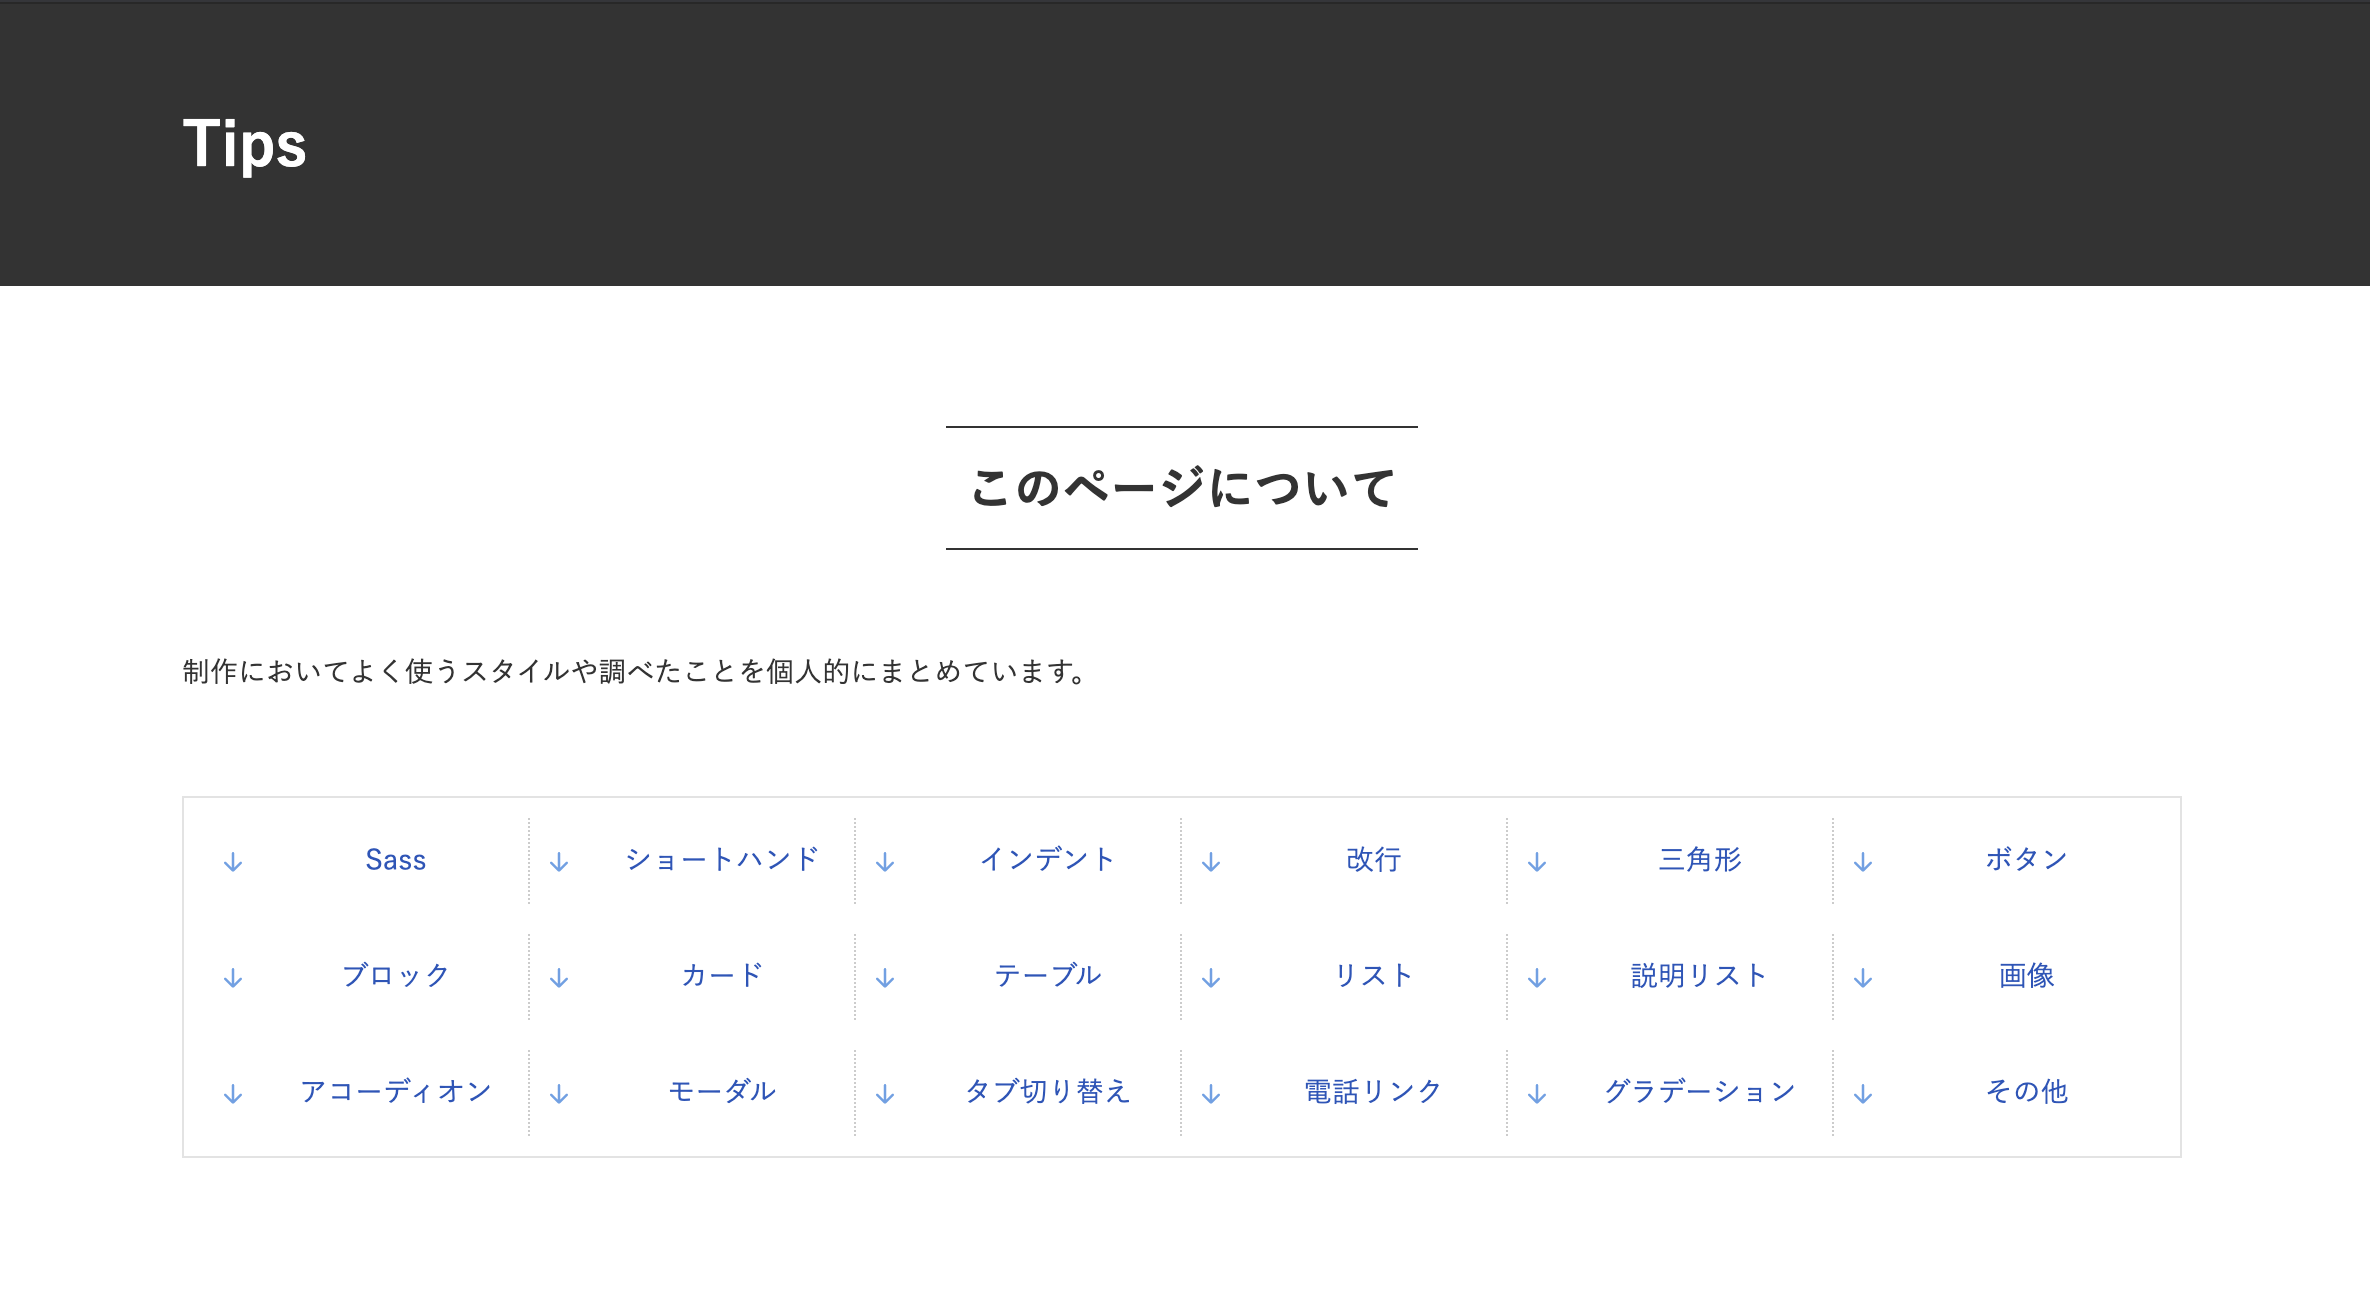 Tips
このページについて
制作においてよく使うスタイルや調べたことを個人的にまとめています。
↓ Sass ↓ ショートハンド ↓ インデント ↓ 改行 ↓ 三角形 ↓ ボタン
↓ ブロック ↓ カード ↓ テーブル ↓ リスト ↓ 説明リスト ↓ 画像
↓ アコーディオン ↓ モーダル ↓ タブ切り替え ↓ 電話リンク ↓ グラデーション ↓ その他